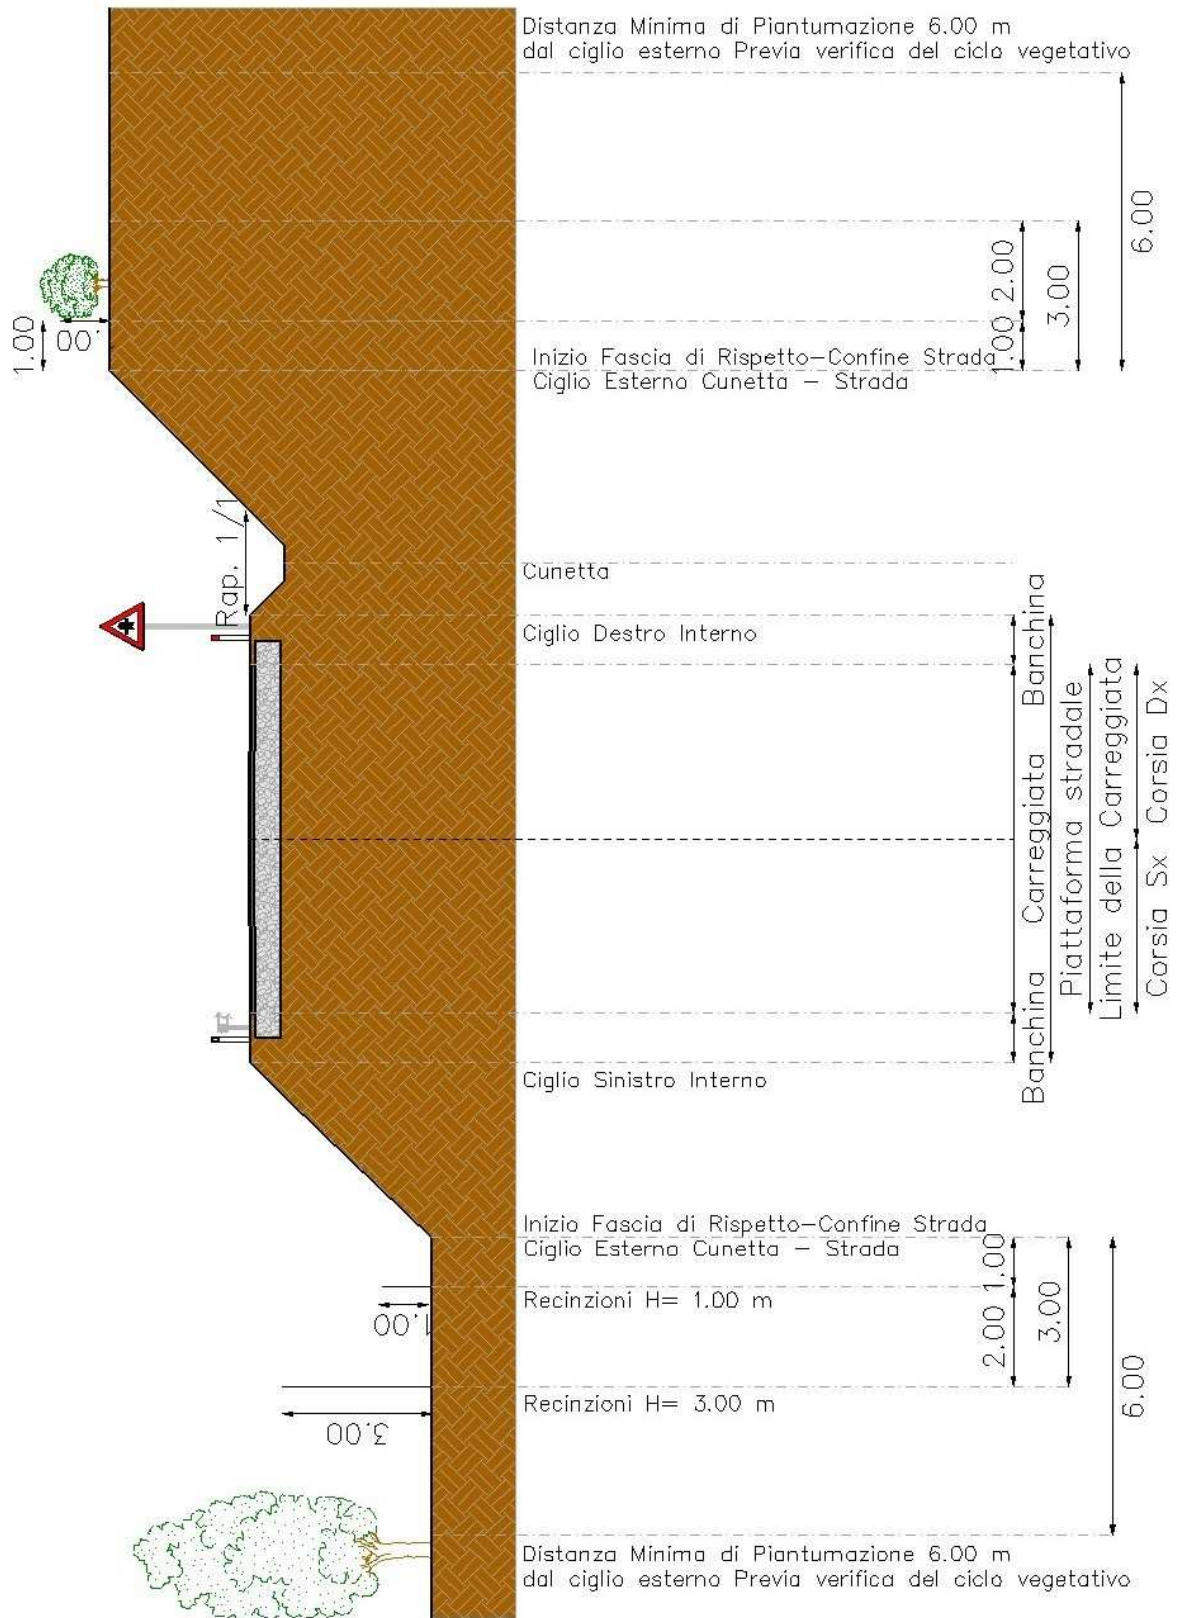 Distanza Minima di Piantumazione 6.00 m
dal ciglio esterno Previa verifica del ciclo vegetativo
6.00
2.00
3.00
1.00
1.00
.00
Inizio Fascia di Rispetto-Confine Strada
Ciglio Esterno Cunetta - Strada
Rap. 1/1
Cunetta
Ciglio Destro Interno
Banchina
Carreggiata
Banchina
Piattaforma stradale
Limite della Carreggiata
Corsia Dx
Corsia Sx
Ciglio Sinistro Interno
Inizio Fascia di Rispetto-Confine Strada
Ciglio Esterno Cunetta - Strada
1.00
Recinzioni H= 1.00 m
1.00
2.00
3.00
Recinzioni H= 3.00 m
3.00
6.00
Distanza Minima di Piantumazione 6.00 m
dal ciglio esterno Previa verifica del ciclo vegetativo